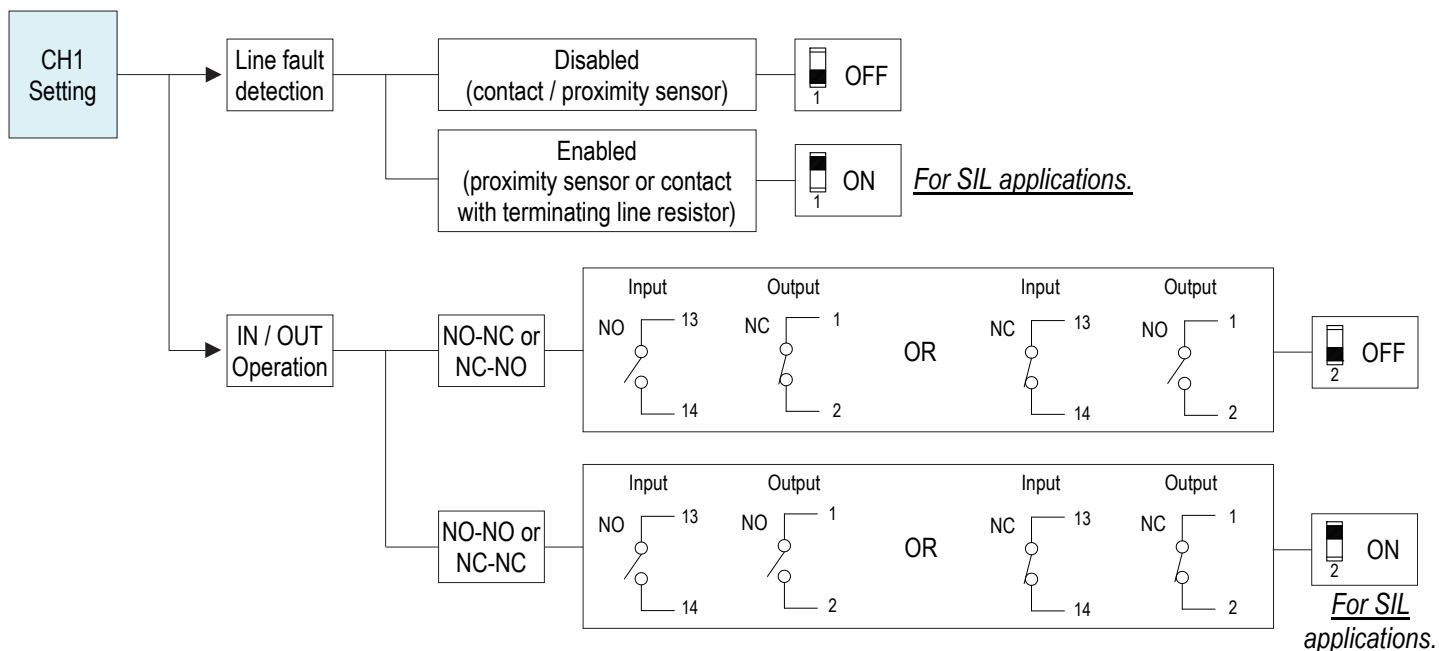 CH1
Setting
Line fault
detection
Disabled
(contact / proximity sensor)
1
OFF
Enabled
(proximity sensor or contact
with terminating line resistor)
1
ON
For SIL applications.
IN / OUT
Operation
NO-NC or
NC-NO
Input
Output
Input
Output
NO
13
14
NC
1
2
OR
NC
13
14
NO
1
2
2
OFF
NO-NO or
NC-NC
Input
Output
Input
Output
NO
13
14
NO
1
2
OR
NC
13
14
NC
1
2
2
ON
For SIL
applications.